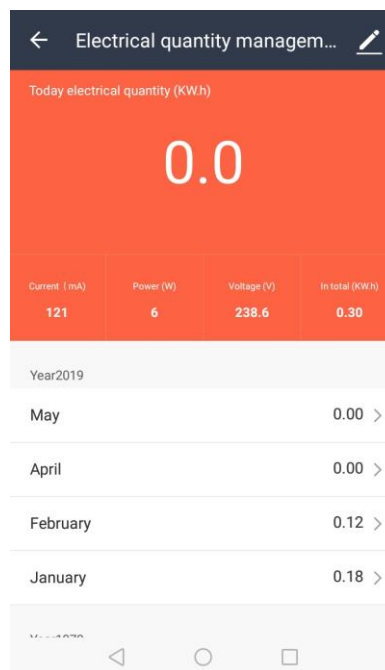 Electrical quantity managem...
Today electrical quantity (KW.h)
0.0
Current (mA) Power (W) Voltage (V) In total (KW.h)
121 6 238.6 0.30
Year2019
May 0.00
April 0.00
February 0.12
January 0.18